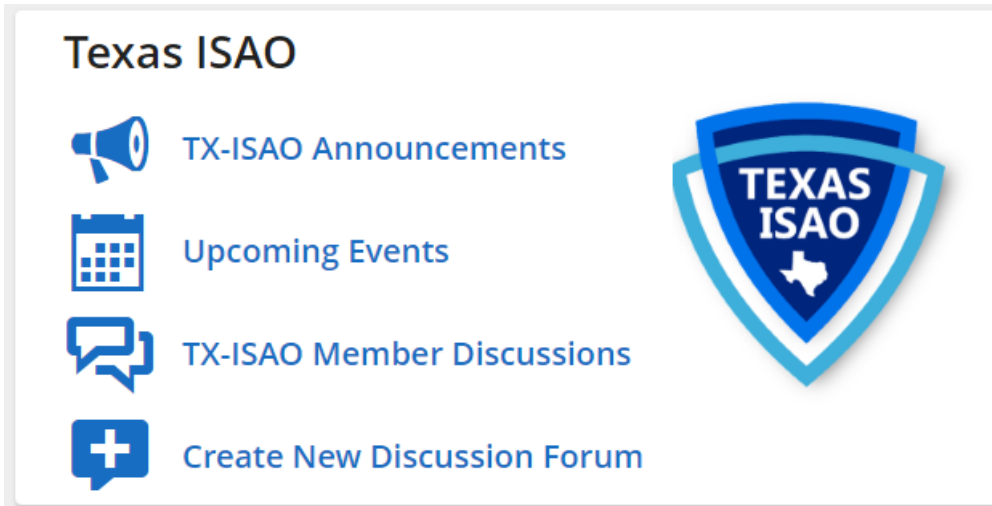 Texas ISAO
TX-ISAO Announcements
Upcoming Events
TX-ISAO Member Discussions
Create New Discussion Forum
TEXAS
ISAO